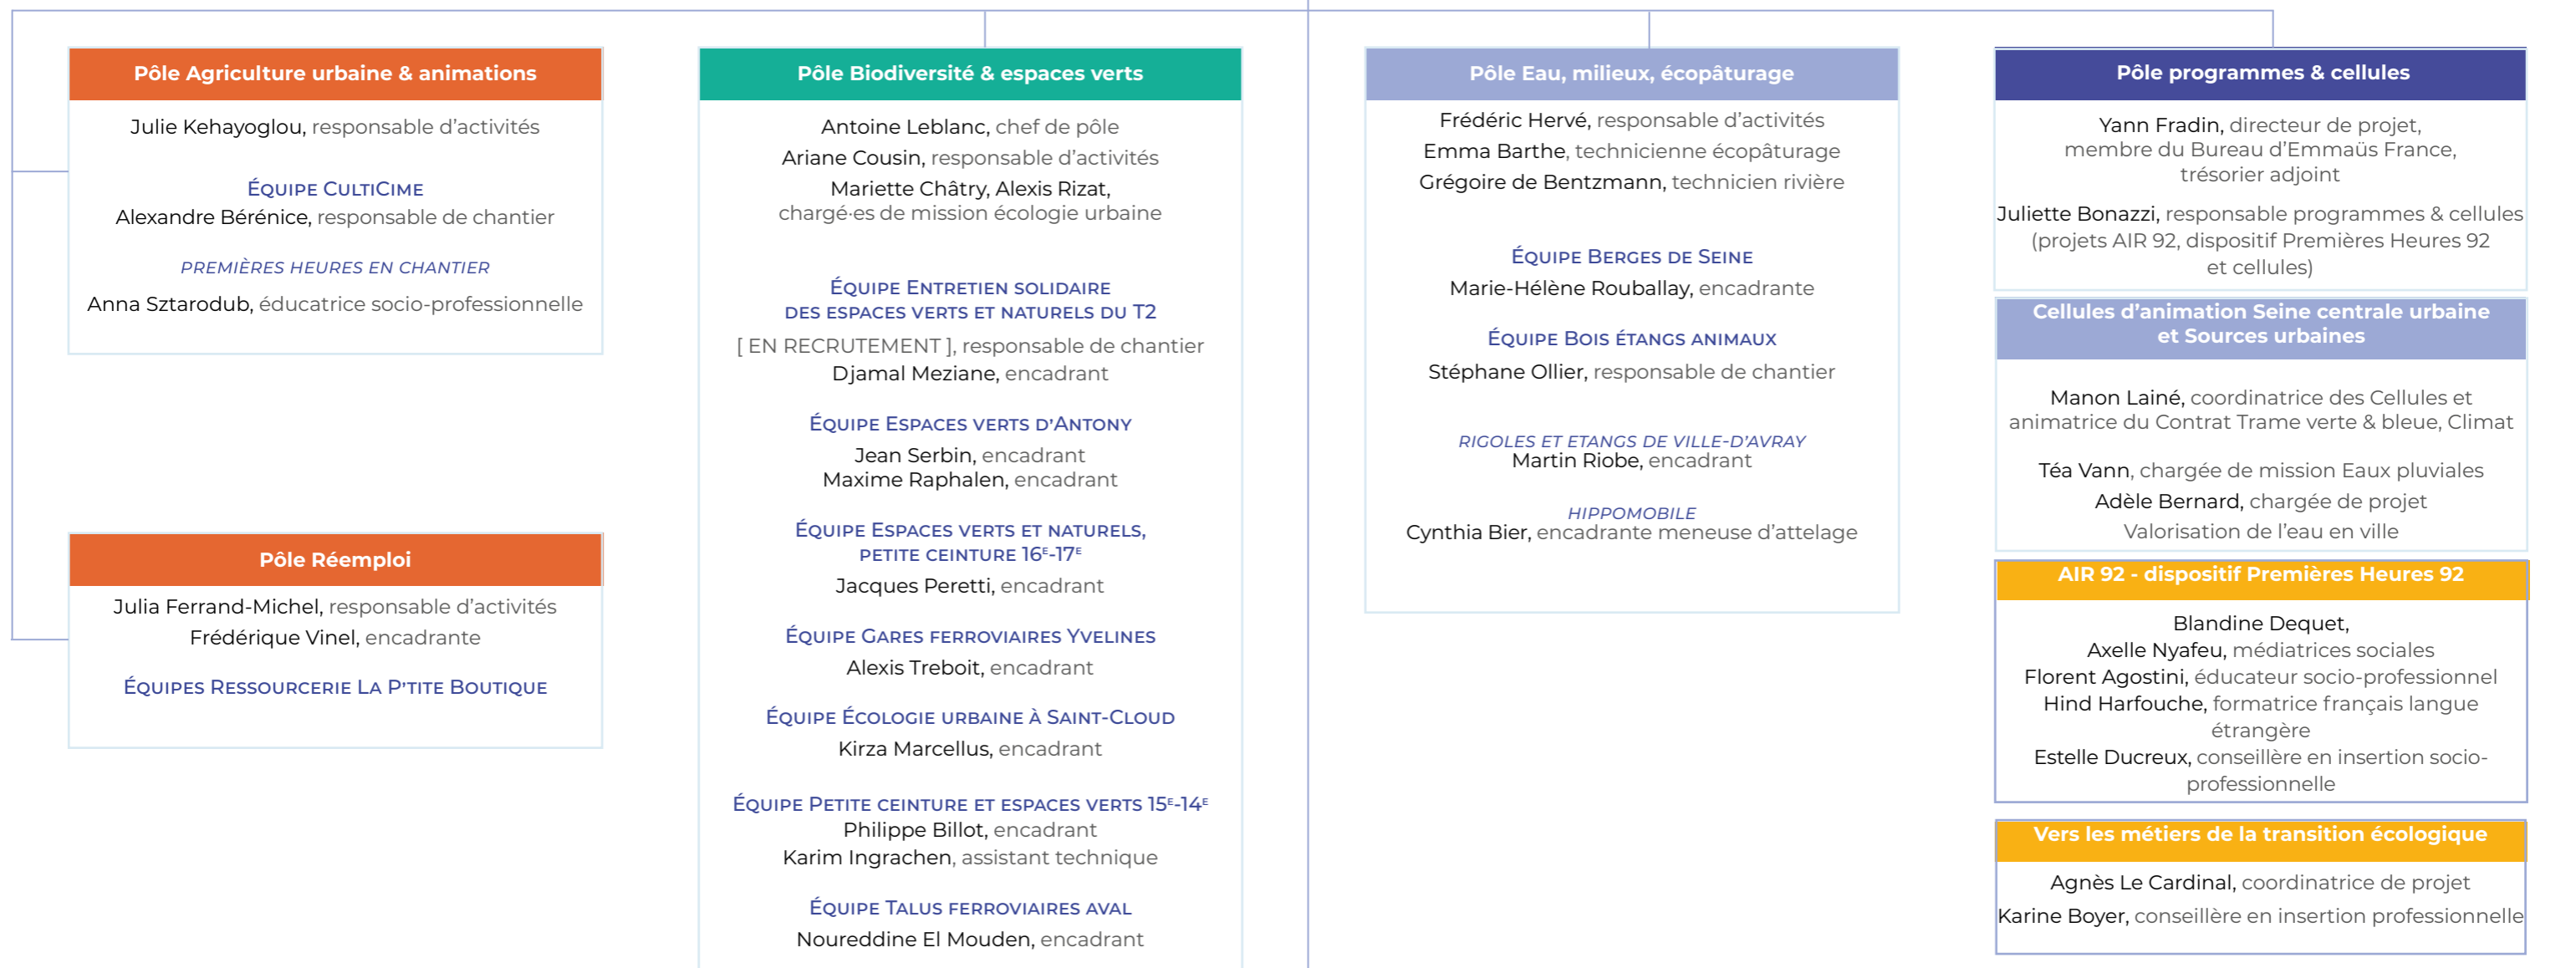 Pôle Agriculture urbaine & animations
Julie Kehayoglou, responsable d’activités
Équipe CultiCime
Alexandre Bérénice, responsable de chantier
PREMIÈRES HEURES EN CHANTIER
Anna Sztarodub, éducatrice socio-professionnelle
Pôle Réemploi
Julia Ferrand-Michel, responsable d’activités
Frédérique Vinel, encadrante
Équipes Ressourcerie La P’tite Boutique
Pôle Biodiversité & espaces verts
Antoine Leblanc, chef de pôle
Ariane Cousin, responsable d’activités
Mariette Châtry, Alexis Rizat,
chargé·es de mission écologie urbaine
Équipe Entretien solidaire
des espaces verts et naturels du T2
[ EN RECRUTEMENT ], responsable de chantier
Djamal Meziane, encadrant
Équipe Espaces verts d’Antony
Jean Serbin, encadrant
Maxime Raphalen, encadrant
Équipe Espaces verts et naturels,
petite ceinture 16e-17e
Jacques Peretti, encadrant
Équipe Gares ferroviaires Yvelines
Alexis Treboit, encadrant
Équipe Écologie urbaine à Saint-Cloud
Kirza Marcellus, encadrant
Équipe Petite ceinture et espaces verts 15e-14e
Philippe Billot, encadrant
Karim Ingrachen, assistant technique
Équipe Talus ferroviaires aval
Noureddine El Mouden, encadrant
Pôle Eau, milieux, écopâturage
Frédéric Hervé, responsable d’activités
Emma Barthe, technicienne écopâturage
Grégoire de Bentzmann, technicien rivière
Équipe Berges de Seine
Marie-Hélène Rouballay, encadrante
Équipe Bois étangs animaux
Stéphane Ollier, responsable de chantier
RIGOLES ET ETANGS DE VILLE-D’AVRAY
Martin Riobe, encadrant
HIPPOMOBILE
Cynthia Bier, encadrante meneuse d’attelage
Pôle programmes & cellules
Yann Fradin, directeur de projet,
membre du Bureau d’Emmaüs France,
trésorier adjoint
Juliette Bonazzi, responsable programmes & cellules
(projets AIR 92, dispositif Premières Heures 92
et cellules)
Cellules d’animation Seine centrale urbaine
et Sources urbaines
Manon Lainé, coordinatrice des Cellules et
animatrice du Contrat Trame verte & bleue, Climat
Téa Vann, chargée de mission Eaux pluviales
Adèle Bernard, chargée de projet
Valorisation de l’eau en ville
AIR 92 - dispositif Premières Heures 92
Blandine Dequet,
Axelle Nyafeu, médiatrices sociales
Florent Agostini, éducateur socio-professionnel
Hind Harfouche, formatrice français langue
étrangère
Estelle Ducreux, conseillère en insertion socio-
professionnelle
Vers les métiers de la transition écologique
Agnès Le Cardinal, coordinatrice de projet
Karine Boyer, conseillère en insertion professionnelle